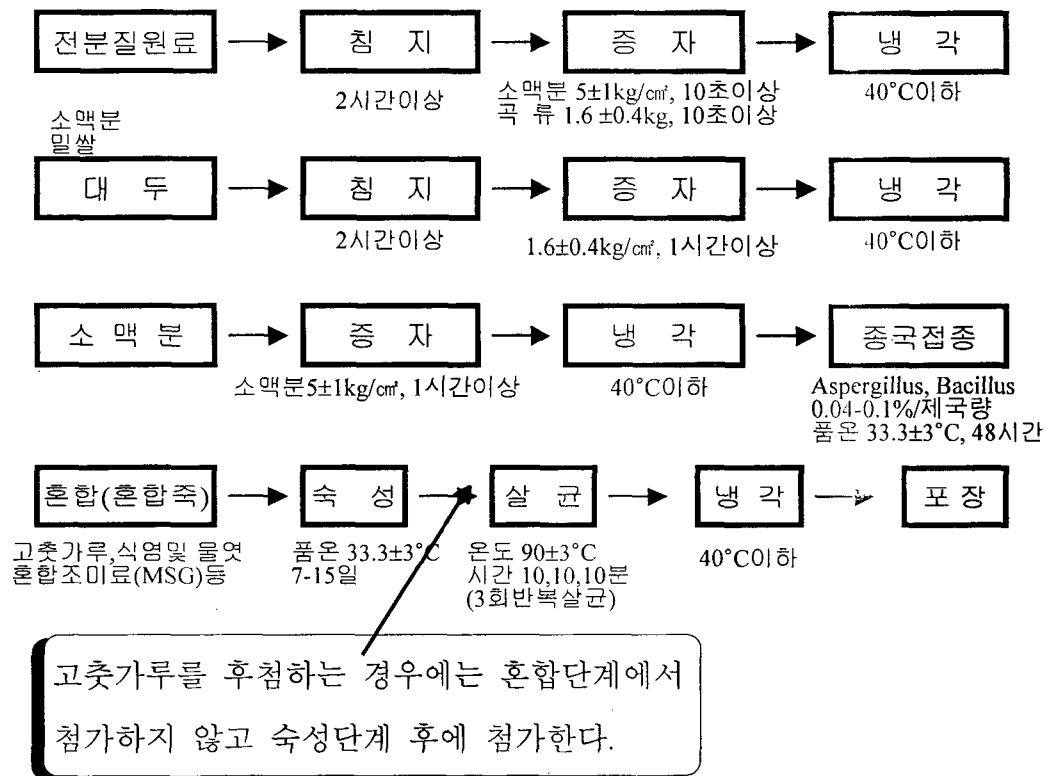 전분질원료 침 지 증 자 냉 각
2시간이상 소맥분 5±1kg/㎠, 10초이상 40°C이하
곡 류 1.6 ±0.4kg, 10초이상
소맥분
밀쌀
대 두 침 지 증 자 냉 각
2시간이상 1.6±0.4kg/㎠, 1시간이상 40°C이하
소 맥 분 증 자 냉 각 종국접종
소맥분5±1kg/㎠, 1시간이상 40°C이하 Aspergillus, Bacillus
0.04-0.1%/제국량
품온 33.3±3°C, 48시간
혼합(혼합죽) 숙 성 살 균 냉 각 포 장
고춧가루,식염및 물엿 품온 33.3±3°C 온도 90±3°C 40°C이하
혼합조미료(MSG)등 7-15일 시간 10,10,10분
(3회반복살균)
고춧가루를 후첨하는 경우에는 혼합단계에서
첨가하지 않고 숙성단계 후에 첨가한다.